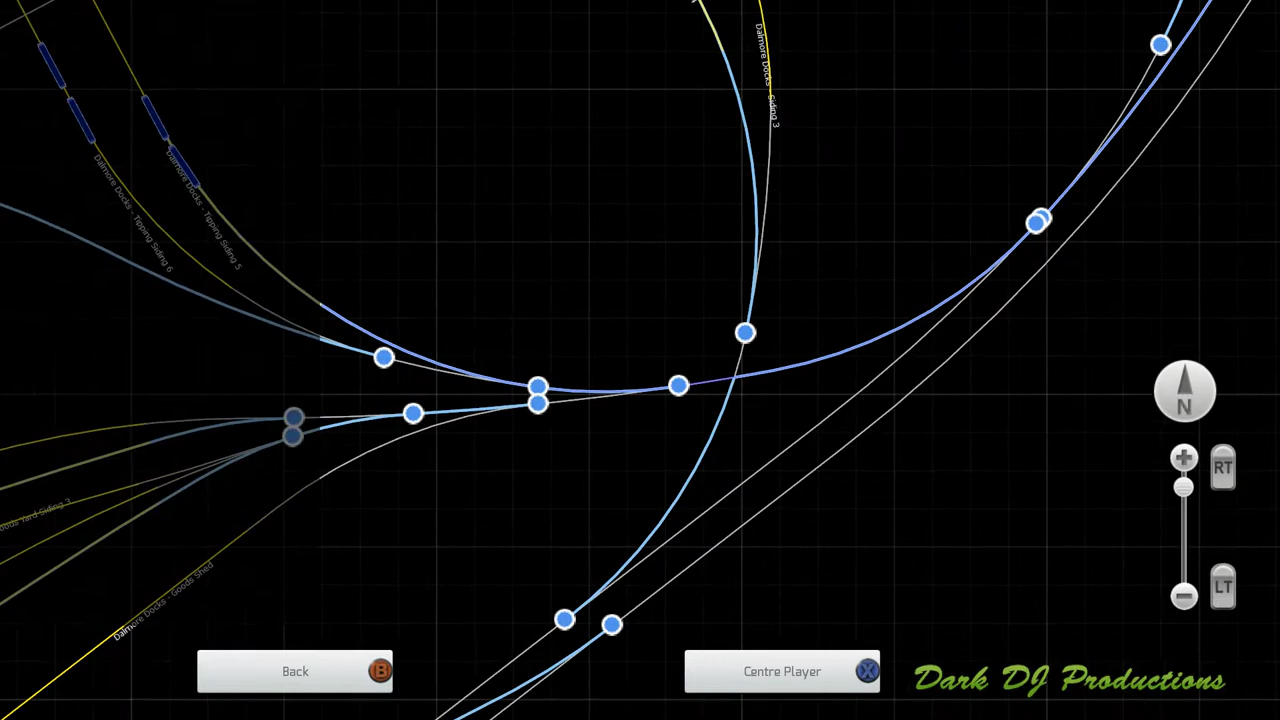 Dalmore Docks - Siding 3
Dalmore Docks - Tipping Siding 6
Dalmore Docks - Tipping Siding 5
N
RT
LT
oods Yard Siding 3
Dalmore Docks - Goods Shed
Back
B
Centre Player
X
Dark DJ Productions